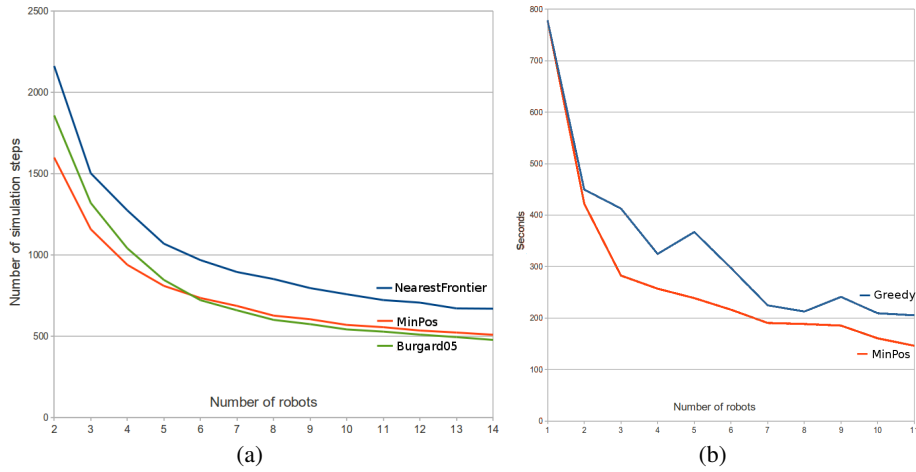 2500
2000
1500
1000
500
0
Number of simulation steps
NearestFrontier
MinPos
Burgard05
Number of robots
2 3 4 5 6 7 8 9 10 11 12 13 14
(a)
800
700
600
500
400
300
200
100
0
Seconds
Greedy
MinPos
Number of robots
1 2 3 4 5 6 7 8 9 10 11
(b)